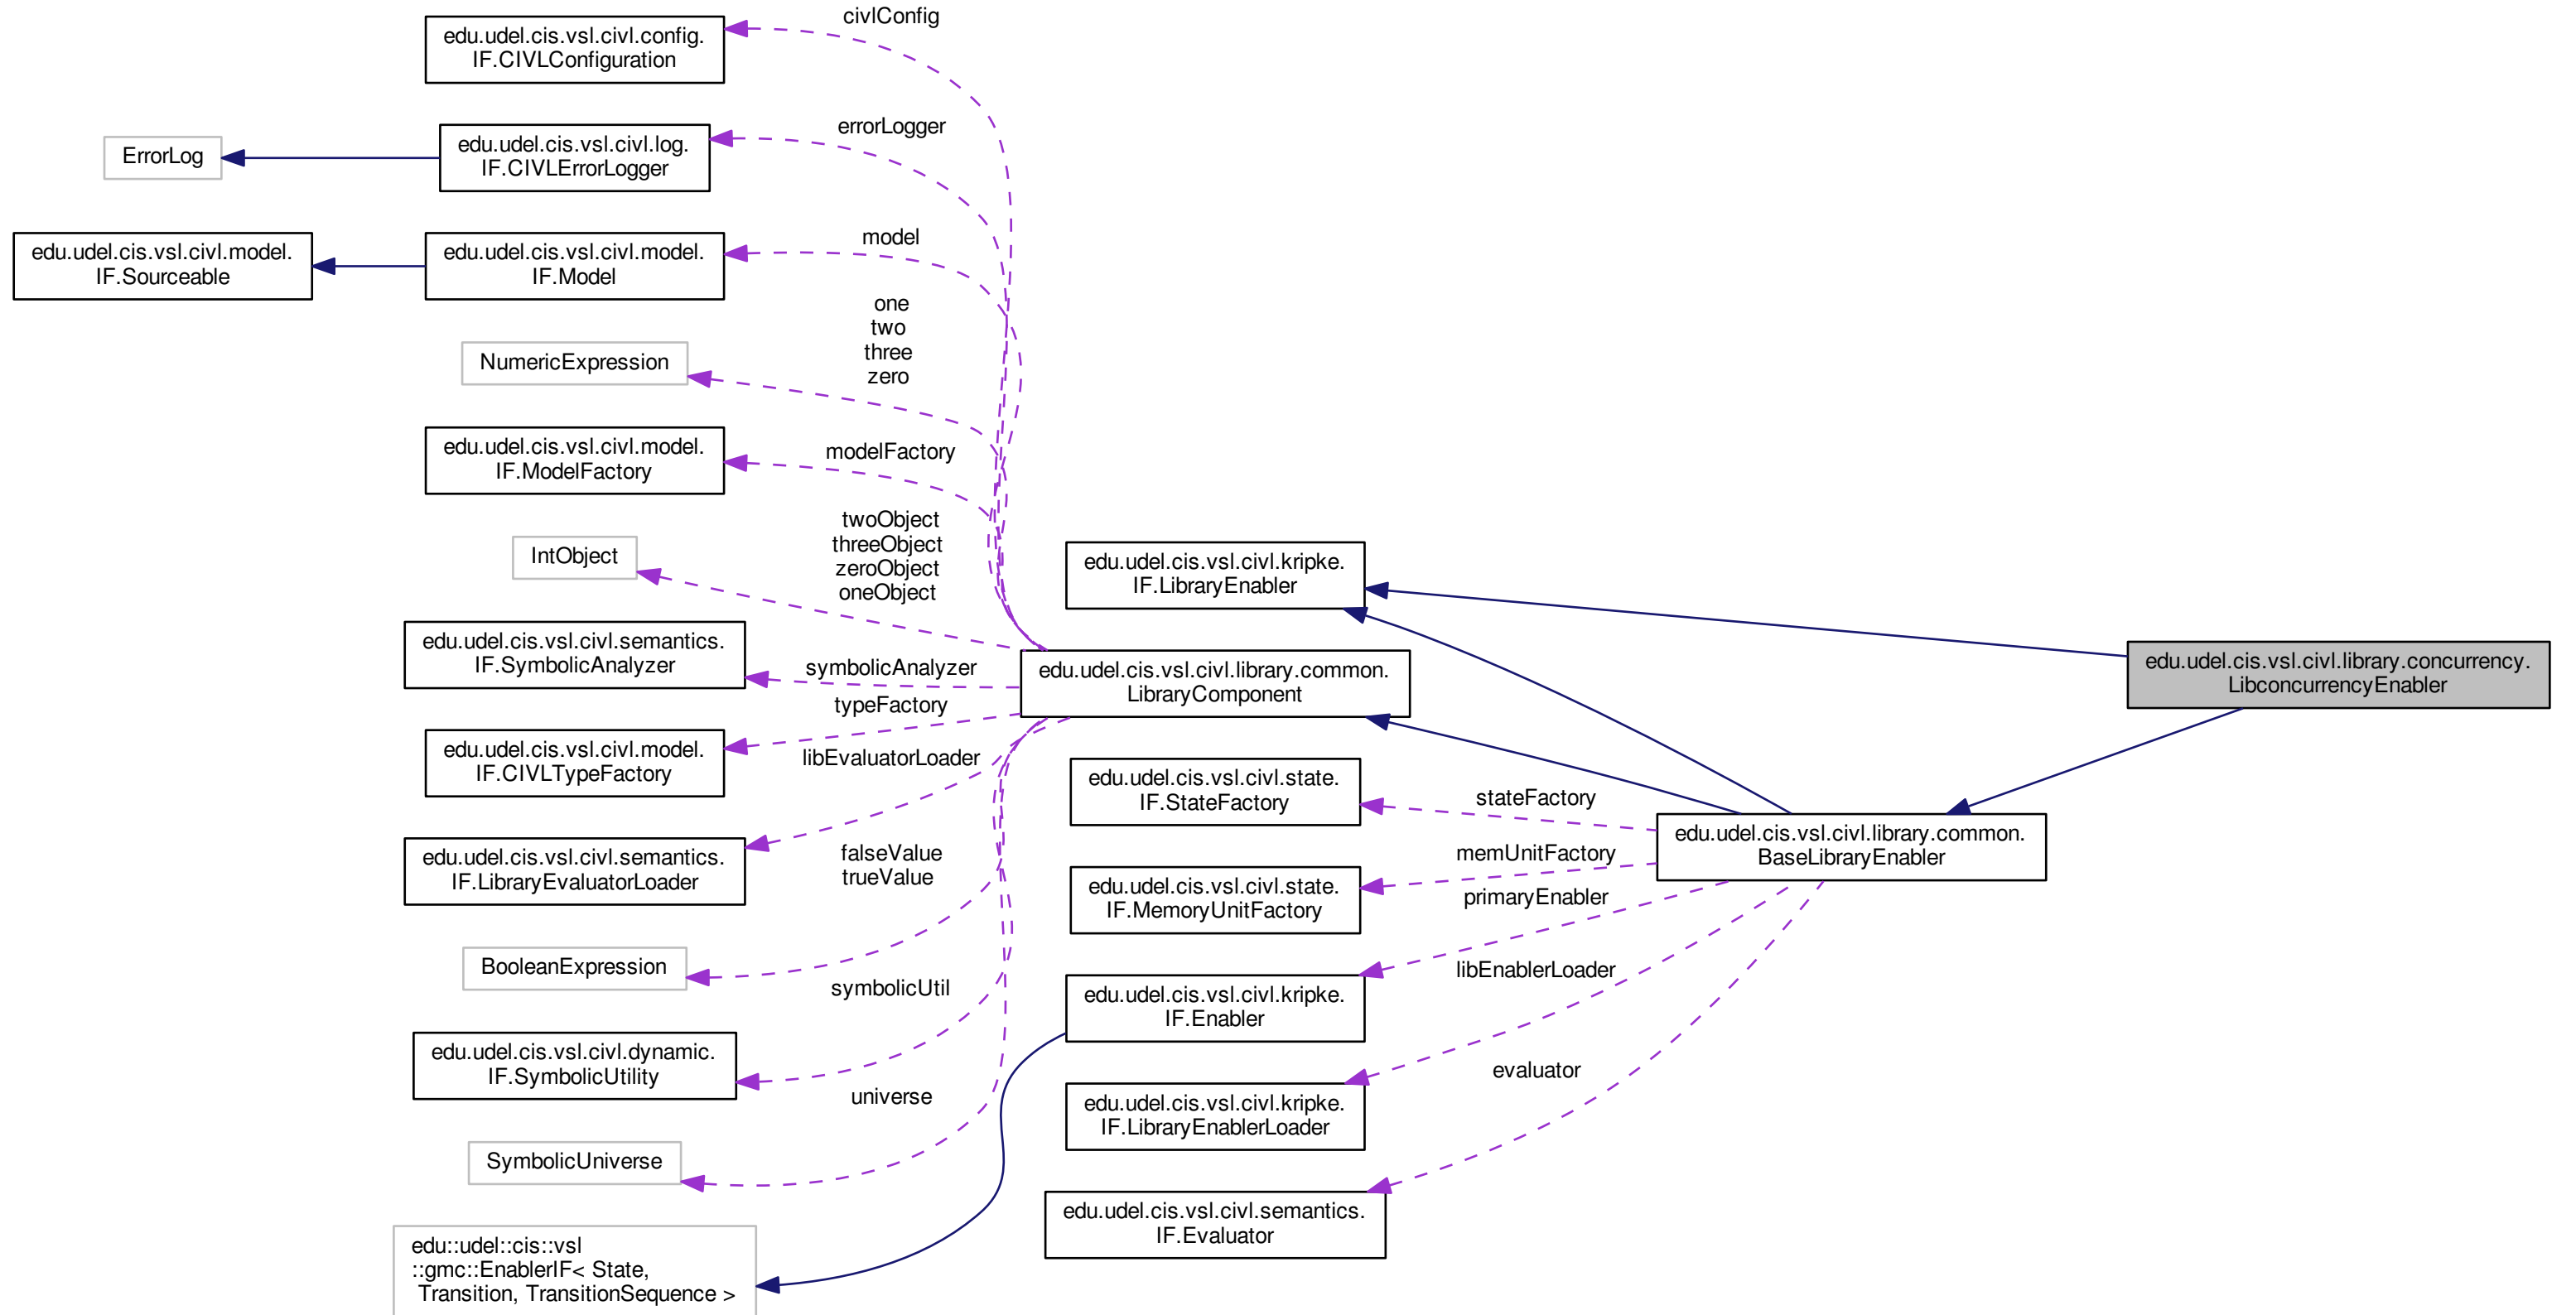 civlConfig
edu.udel.cis.vsl.civl.config.
IF.CIVLConfiguration
errorLogger
ErrorLog
edu.udel.cis.vsl.civl.log.
IF.CIVLErrorLogger
model
edu.udel.cis.vsl.civl.model.
IF.Sourceable
edu.udel.cis.vsl.civl.model.
IF.Model
one
two
three
zero
NumericExpression
edu.udel.cis.vsl.civl.model.
IF.ModelFactory
modelFactory
twoObject
threeObject
zeroObject
oneObject
IntObject
edu.udel.cis.vsl.civl.kripke.
IF.LibraryEnabler
edu.udel.cis.vsl.civl.semantics.
IF.SymbolicAnalyzer
symbolicAnalyzer
edu.udel.cis.vsl.civl.library.common.
LibraryComponent
edu.udel.cis.vsl.civl.library.concurrency.
LibconcurrencyEnabler
typeFactory
edu.udel.cis.vsl.civl.model.
IF.CIVLTypeFactory
libEvaluatorLoader
edu.udel.cis.vsl.civl.state.
IF.StateFactory
stateFactory
edu.udel.cis.vsl.civl.library.common.
BaseLibraryEnabler
edu.udel.cis.vsl.civl.semantics.
IF.LibraryEvaluatorLoader
falseValue
trueValue
memUnitFactory
edu.udel.cis.vsl.civl.state.
IF.MemoryUnitFactory
primaryEnabler
BooleanExpression
symbolicUtil
libEnablerLoader
edu.udel.cis.vsl.civl.kripke.
IF.Enabler
edu.udel.cis.vsl.civl.dynamic.
IF.SymbolicUtility
evaluator
universe
edu.udel.cis.vsl.civl.kripke.
IF.LibraryEnablerLoader
SymbolicUniverse
edu.udel.cis.vsl.civl.semantics.
IF.Evaluator
edu::udel::cis::vsl
::gmc::EnablerIF< State,
Transition, TransitionSequence >